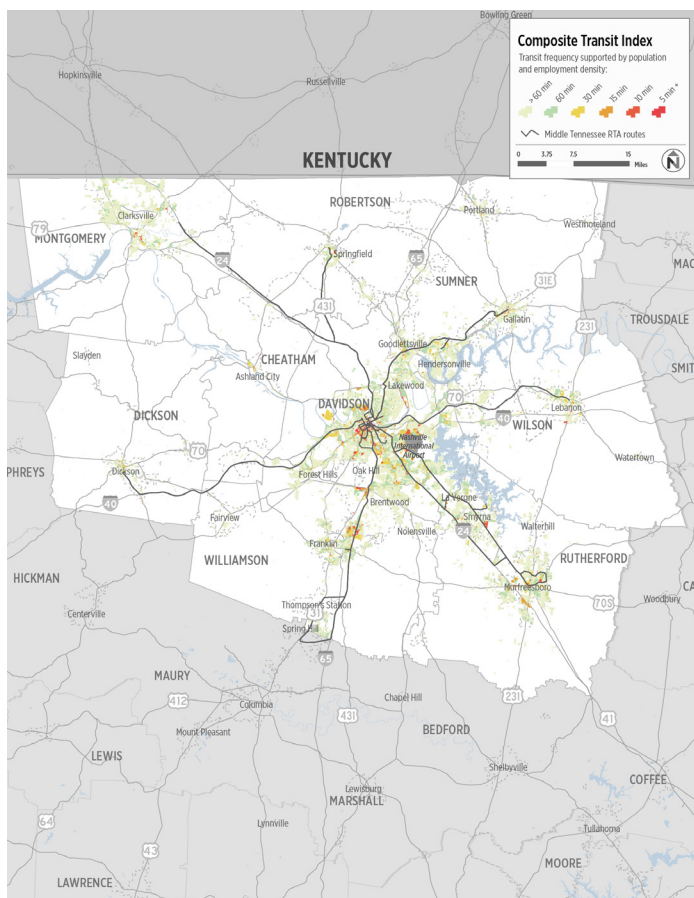 Bowling Green
Composite Transit Index
Transit frequency supported by population
and employment density:
> 60 min
60 min
30 min
15 min
10 min
5 min +
Middle Tennessee RTA routes
0 3.75 7.5 15
Miles
N
Hopkinsville
Russellville
KENTUCKY
ROBERTSON
Clarksville
Portland
Westmoreland
79
MONTGOMERY
24
Springfield
65
SUMNER
31E
MAC
431
Gallatin
231
TROUSDALE
Goodlettsville
Slayden
CHEATHAM
Hendersonville
SMIT
Ashland City
Lakewood
DAVIDSON
70
Lebanon
DICKSON
40
WILSON
Nashville
International
Airport
70
Watertown
PHREYS
Dickson
Forest Hills
Oak Hill
40
Brentwood
La Vergne
Fairview
Smyrna
Nolensville
24
Walterhill
Franklin
WILLIAMSON
RUTHERFORD
HICKMAN
Murfreesboro
CA
Thompson's Station
70S
Woodbury
Centerville
31
Spring Hill
65
MAURY
231
412
Columbia
431
Chapel Hill
41
Mount Pleasant
BEDFORD
LEWIS
Shelbyville
COFFEE
Lewisburg
MARSHALL
64
Lynnville
Tullahoma
43
MOORE
LAWRENCE